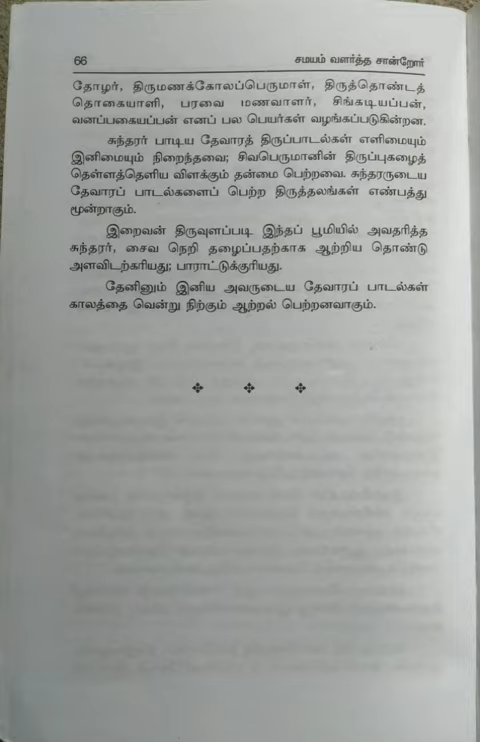 66 சமயம் வளர்த்த சான்றோர்
தோழர், திருமணக்கோலப்பெருமாள், திருத்தொண்டத்
தொகையாளி, பரவை மணவாளர், சிங்கடியப்பன்,
வனப்பகையப்பன் எனப் பல பெயர்கள் வழங்கப்படுகின்றன.
சுந்தரர் பாடிய தேவாரத் திருப்பாடல்கள் எளிமையும்
இனிமையும் நிறைந்தவை; சிவபெருமானின் திருப்புகழைத்
தெள்ளத்தெளிய விளக்கும் தன்மை பெற்றவை. சுந்தரருடைய
தேவாரப் பாடல்களைப் பெற்ற திருத்தலங்கள் எண்பத்து
மூன்றாகும்.
இறைவன் திருவுளப்படி இந்தப் பூமியில் அவதரித்த
சுந்தரர், சைவ நெறி தழைப்பதற்காக ஆற்றிய தொண்டு
அளவிடற்கரியது; பாராட்டுக்குரியது.
தேனினும் இனிய அவருடைய தேவாரப் பாடல்கள்
காலத்தை வென்று நிற்கும் ஆற்றல் பெற்றனவாகும்.